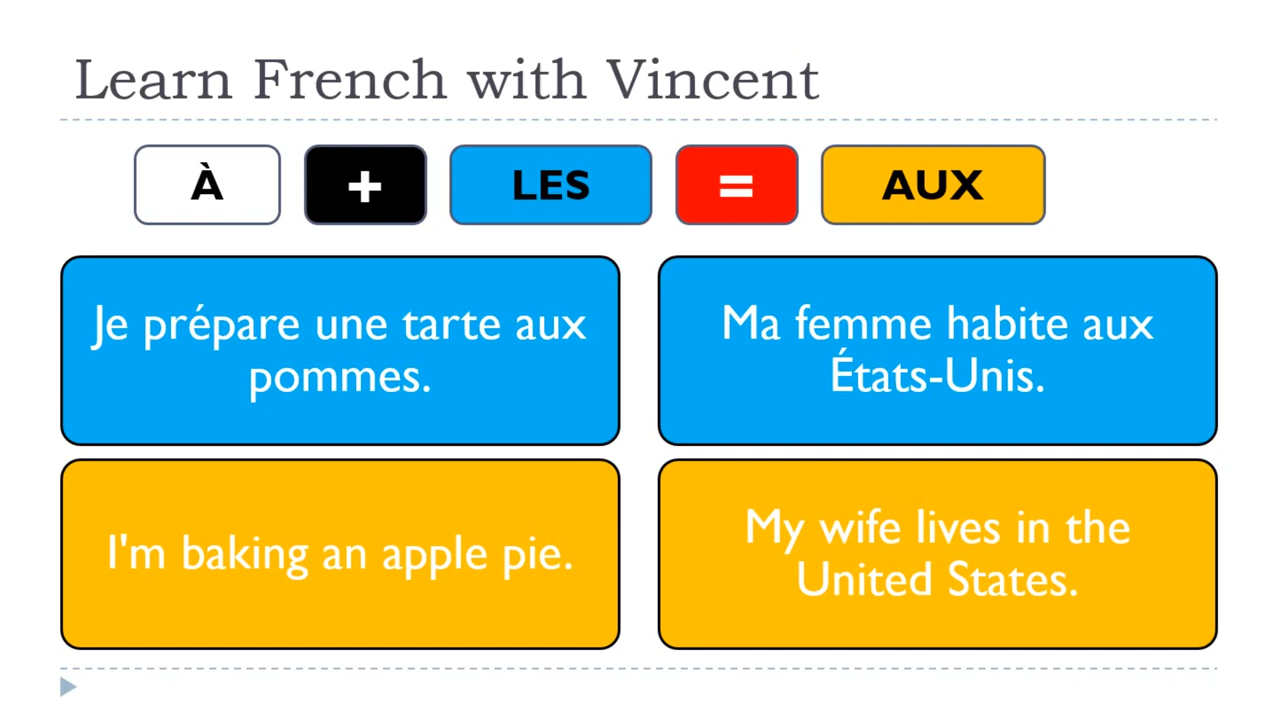 Learn French with Vincent
À + LES = AUX
Je prépare une tarte aux
pommes.
Ma femme habite aux
États-Unis.
I'm baking an apple pie.
My wife lives in the
United States.